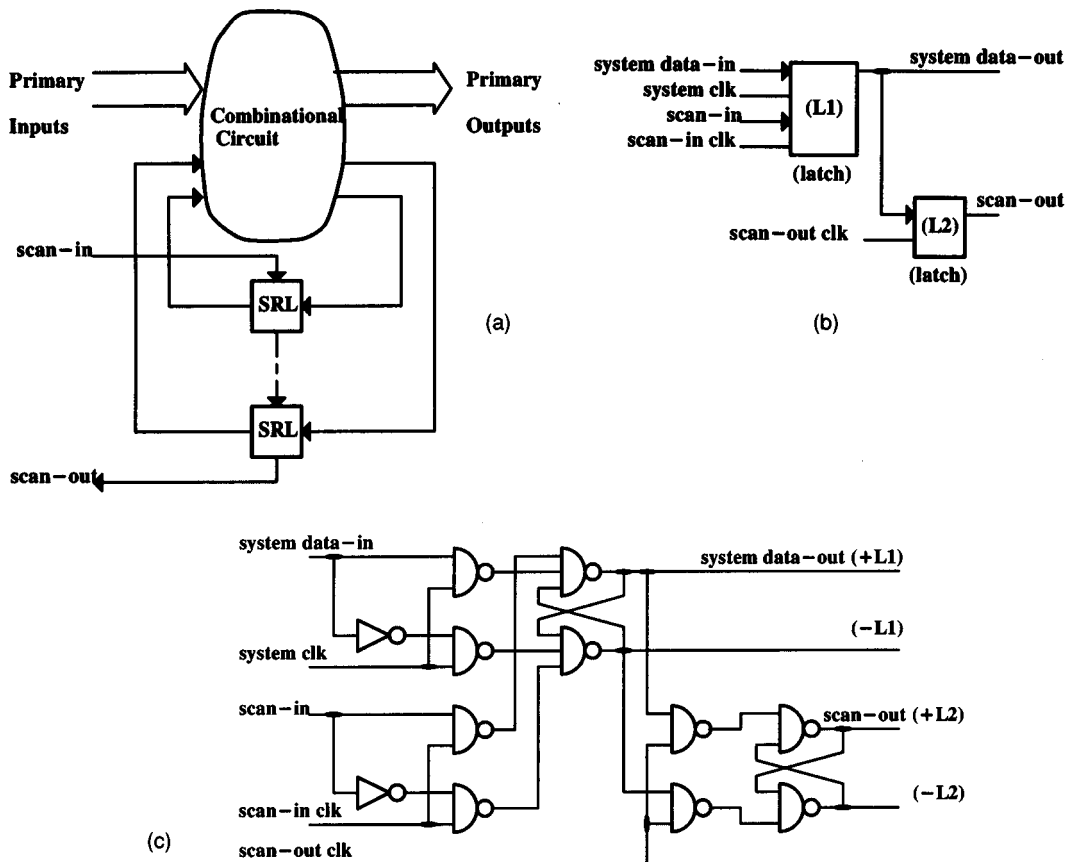 Primary
Inputs
Combinational
Circuit
Primary
Outputs
scan-in
SRL
SRL
scan-out
(a)
system data-in
system clk
scan-in
scan-in clk
(L1)
(latch)
system data-out
scan-out clk
(L2)
(latch)
scan-out
(b)
system data-in
system clk
scan-in
scan-in clk
scan-out clk
system data-out (+L1)
(-L1)
scan-out (+L2)
(-L2)
(c)